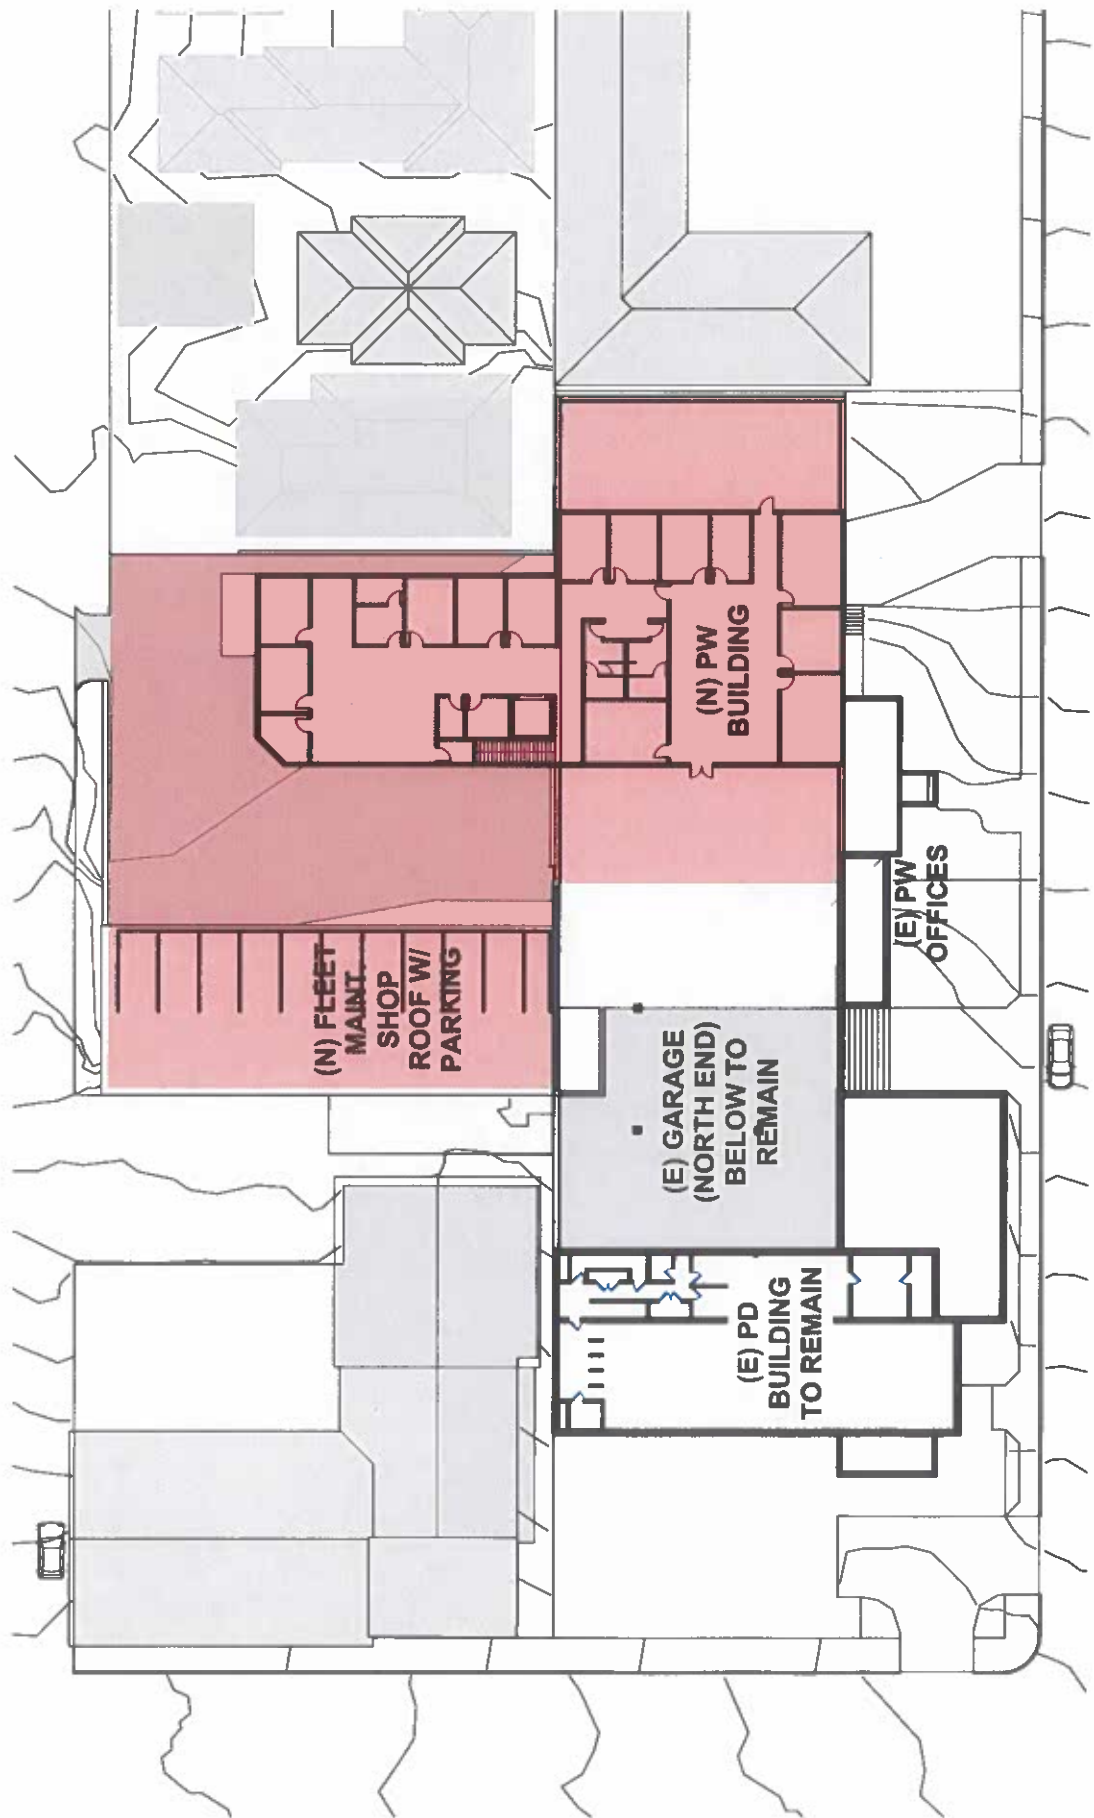 (N) PW
BUILDING
(E) PW
OFFICES
(N) FLEET
MAINT.
SHOP
ROOF W/
PARKING
(E) GARAGE
(NORTH END)
BELOW TO
REMAIN
(E) PD
BUILDING
TO REMAIN